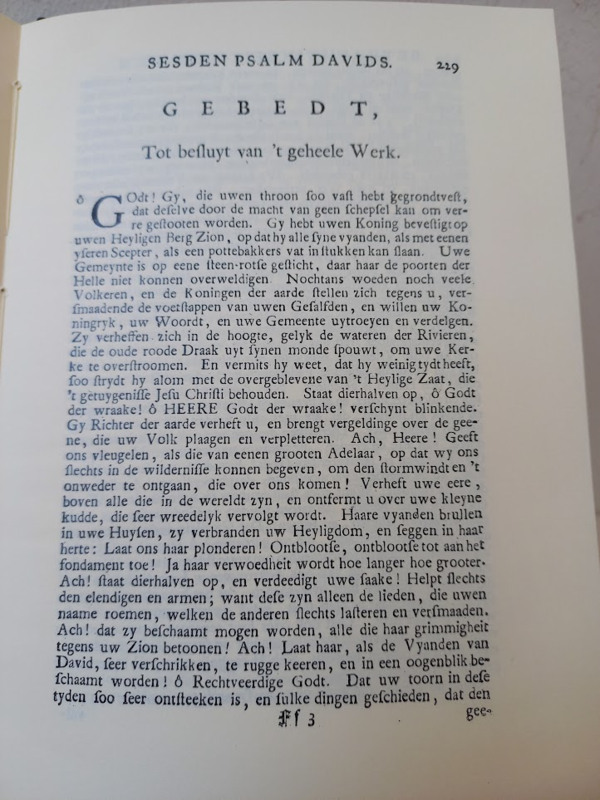 SESDEN PSALM DAVIDS. 229
GEBEDT,
Tot beſluyt van 't geheele Werk.
ô GOdt! Gy, die uwen throon ſoo vaſt hebt gegrondtveſt,
dat deſelve door de macht van geen ſchepſel kan om ver-
re geſtooten worden. Gy hebt uwen Koning beveſtigt op
uwen Heyligen Berg Zion, op dat hy alle ſyne vyanden, als met eenen
yſeren Scepter, als een pottebakkers vat in ſtukken kan ſlaan. Uwe
Gemeynte is op eene ſteen-rotſe geſticht, daar haar de poorten der
Helle niet konnen overweldigen. Nochtans woeden noch veele
Volkeren, en de Koningen der aarde ſtellen zich tegens u, ver-
ſmaadende de voetſtappen van uwen Geſalfden, en willen uw Ko-
ningryk, uw Woordt, en uwe Gemeente uytroeyen en verdelgen.
Zy verheffen zich in de hoogte, gelyk de wateren der Rivieren,
die de oude roode Draak uyt ſynen monde ſpouwt, om uwe Ker-
ke te overſtroomen. En vermits hy weet, dat hy weinig tydt heeft,
ſoo ſtrydt hy alom met de overgeblevene van 't Heylige Zaat, die
't getuygeniſſe Jeſu Chriſti behouden. Staat dierhalven op, ô Godt
der wraake! ô HEERE Godt der wraake! verſchynt blinkende.
Gy Richter der aarde verheft u, en brengt vergeldinge over de gee-
ne, die uw Volk plaagen en verpletteren. Ach, Heere! Geeft
ons vleugelen, als die van eenen grooten Adelaar, op dat wy ons
ſlechts in de wilderniſſe konnen begeven, om den ſtormwindt en 't
onweder te ontgaan, die over ons komen! Verheft uwe eere,
boven alle die in de wereldt zyn, en ontfermt u over uwe kleyne
kudde, die ſeer wreedelyk vervolgt wordt. Haare vyanden brullen
in uwe Huyſen, zy verbranden uw Heyligdom, en ſeggen in haar
herte: Laat ons haar plonderen! Ontblootſe, ontblootſe tot aan het
fondament toe! Ja haar verwoedheit wordt hoe langer hoe grooter.
Ach! ſtaat dierhalven op, en verdeedigt uwe ſaake! Helpt ſlechts
den elendigen en armen; want deſe zyn alleen de lieden, die uwen
naame roemen, welken de anderen ſlechts laſteren en verſmaaden.
Ach! dat zy beſchaamt mogen worden, alle die haar grimmigheit
tegens uw Zion betoonen! Ach! Laat haar, als de Vyanden van
David, ſeer verſchrikken, te rugge keeren, en in een oogenblik be-
ſchaamt worden! ô Rechtveerdige Godt. Dat uw toorn in deſe
tyden ſoo ſeer ontſteeken is, en ſulke dingen geſchieden, dat den
Ff 3 gee-